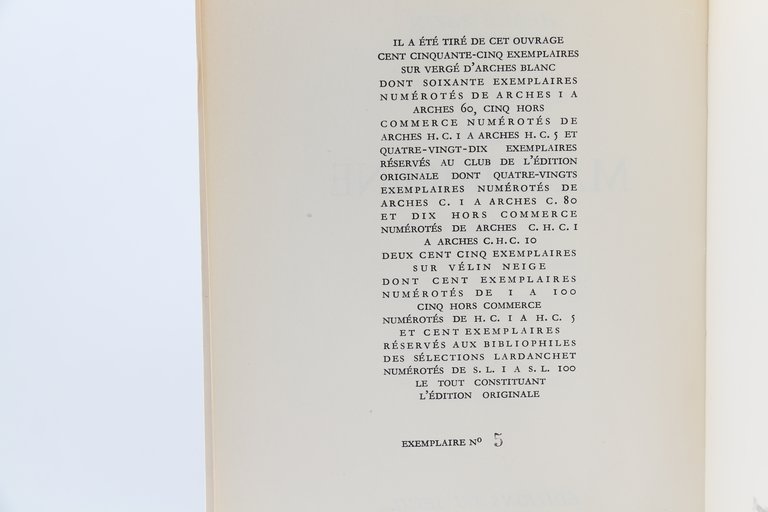 IL A ÉTÉ TIRÉ DE CET OUVRAGE
CENT CINQUANTE-CINQ EXEMPLAIRES
SUR VERGÉ D'ARCHES BLANC
DONT SOIXANTE EXEMPLAIRES
NUMÉROTÉS DE ARCHES I A
ARCHES 60, CINQ HORS
COMMERCE NUMÉROTÉS DE
ARCHES H. C. I A ARCHES H. C. 5 ET
QUATRE-VINGT-DIX EXEMPLAIRES
RÉSERVÉS AU CLUB DE L'ÉDITION
ORIGINALE DONT QUATRE-VINGTS
EXEMPLAIRES NUMÉROTÉS DE
ARCHES C. I A ARCHES C. 80
ET DIX HORS COMMERCE
NUMÉROTÉS DE ARCHES C. H. C. I
A ARCHES C. H. C. 10
DEUX CENT CINQ EXEMPLAIRES
SUR VÉLIN NEIGE
DONT CENT EXEMPLAIRES
NUMÉROTÉS DE I A 100
CINQ HORS COMMERCE
NUMÉROTÉS DE H. C. I A H. C. 5
ET CENT EXEMPLAIRES
RÉSERVÉS AUX BIBLIOPHILES
DES SÉLECTIONS LARDANCHET
NUMÉROTÉS DE S. L. I A S. L. 100
LE TOUT CONSTITUANT
L'ÉDITION ORIGINALE
EXEMPLAIRE Nº 5